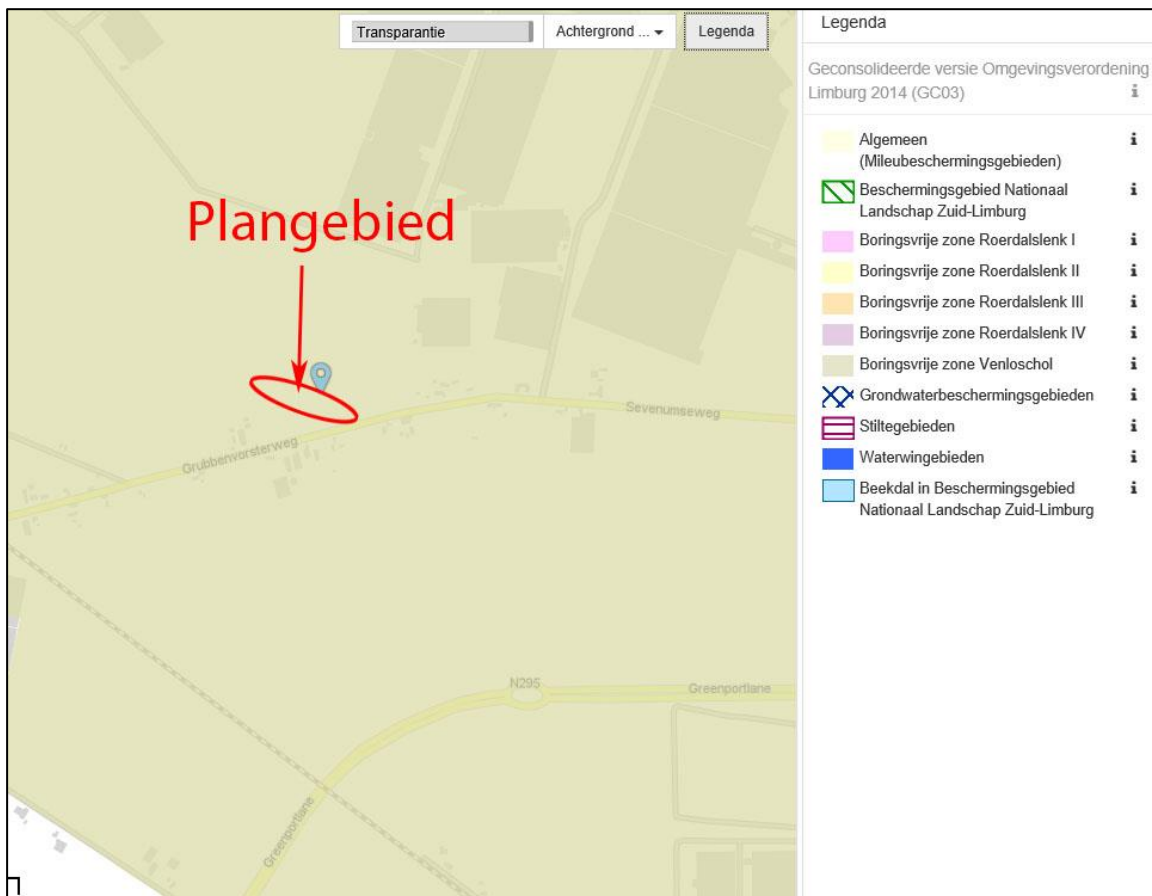 Transparantie
Achtergrond ...
Legenda
Plangebied
Grubbenvorsterweg
Sevenumseweg
N295
Greenportlane
Greenportlane
Legenda
Geconsolideerde versie Omgevingsverordening
Limburg 2014 (GC03)
i
Algemeen
(Mileubeschermingsgebieden)
i
Beschermingsgebied Nationaal
Landschap Zuid-Limburg
i
Boringsvrije zone Roerdalslenk I
i
Boringsvrije zone Roerdalslenk II
i
Boringsvrije zone Roerdalslenk III
i
Boringsvrije zone Roerdalslenk IV
i
Boringsvrije zone Venloschol
i
Grondwaterbeschermingsgebieden
i
Stiltegebieden
i
Waterwingebieden
i
Beekdal in Beschermingsgebied
Nationaal Landschap Zuid-Limburg
i